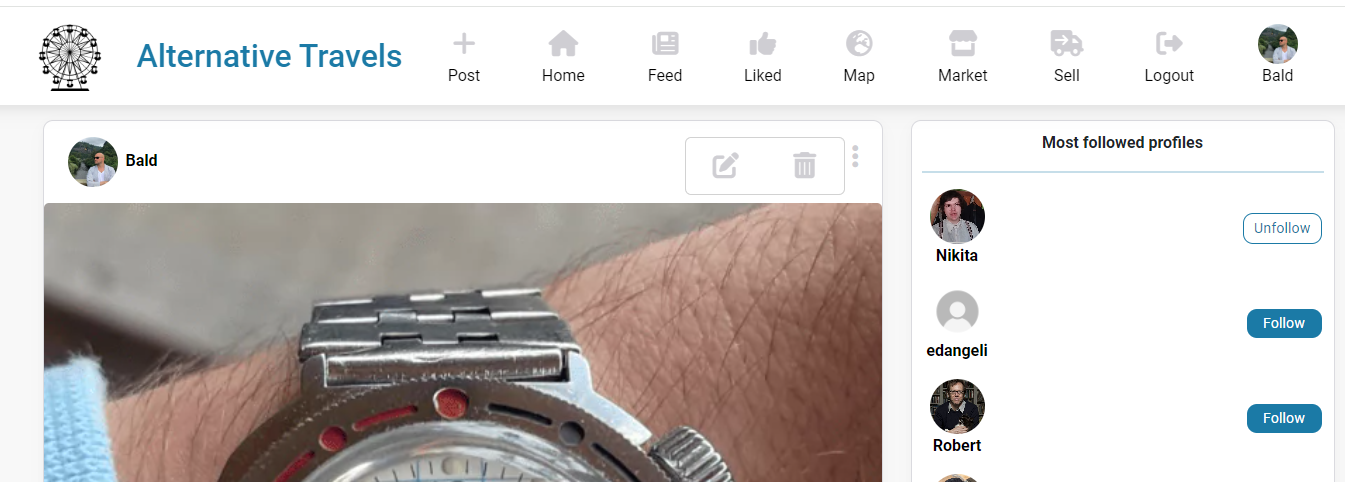 Alternative Travels
Post
Home
Feed
Liked
Map
Market
Sell
Logout
Bald
Bald
Most followed profiles
Nikita
Unfollow
edangeli
Follow
Robert
Follow